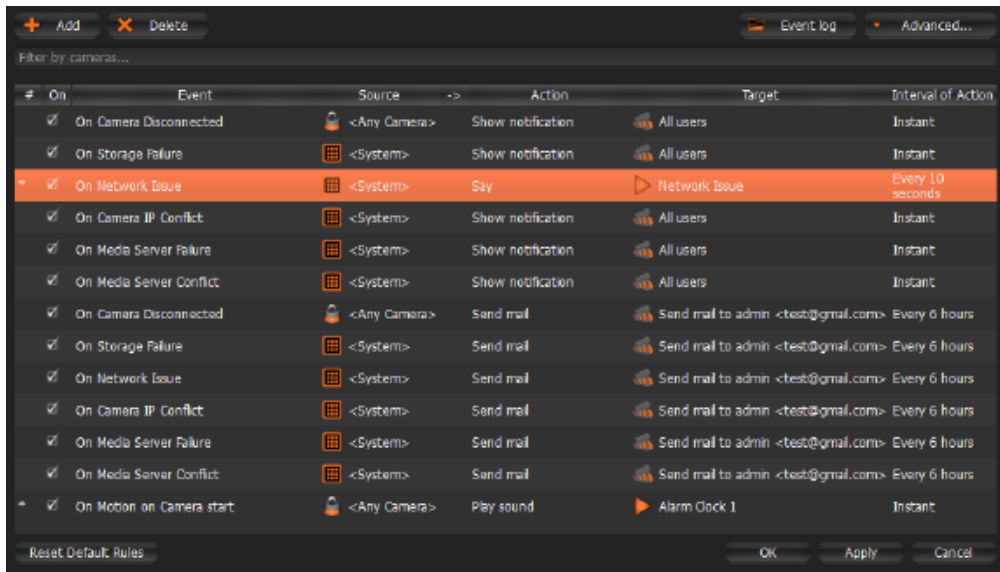 Add Delete Event log Advanced...
Filter by cameras...
# On Event Source -> Action Target Interval of Action
On Camera Disconnected <Any Camera> Show notification All users Instant
On Storage Failure <System> Show notification All users Instant
* On Network Issue <System> Say Network Issue Every 10 seconds
On Camera IP Conflict <System> Show notification All users Instant
On Media Server Failure <System> Show notification All users Instant
On Media Server Conflict <System> Show notification All users Instant
On Camera Disconnected <Any Camera> Send mail Send mail to admin <test@gmail.com> Every 6 hours
On Storage Failure <System> Send mail Send mail to admin <test@gmail.com> Every 6 hours
On Network Issue <System> Send mail Send mail to admin <test@gmail.com> Every 6 hours
On Camera IP Conflict <System> Send mail Send mail to admin <test@gmail.com> Every 6 hours
On Media Server Failure <System> Send mail Send mail to admin <test@gmail.com> Every 6 hours
On Media Server Conflict <System> Send mail Send mail to admin <test@gmail.com> Every 6 hours
* On Motion on Camera start <Any Camera> Play sound Alarm Clock 1 Instant
Reset Default Rules OK Apply Cancel